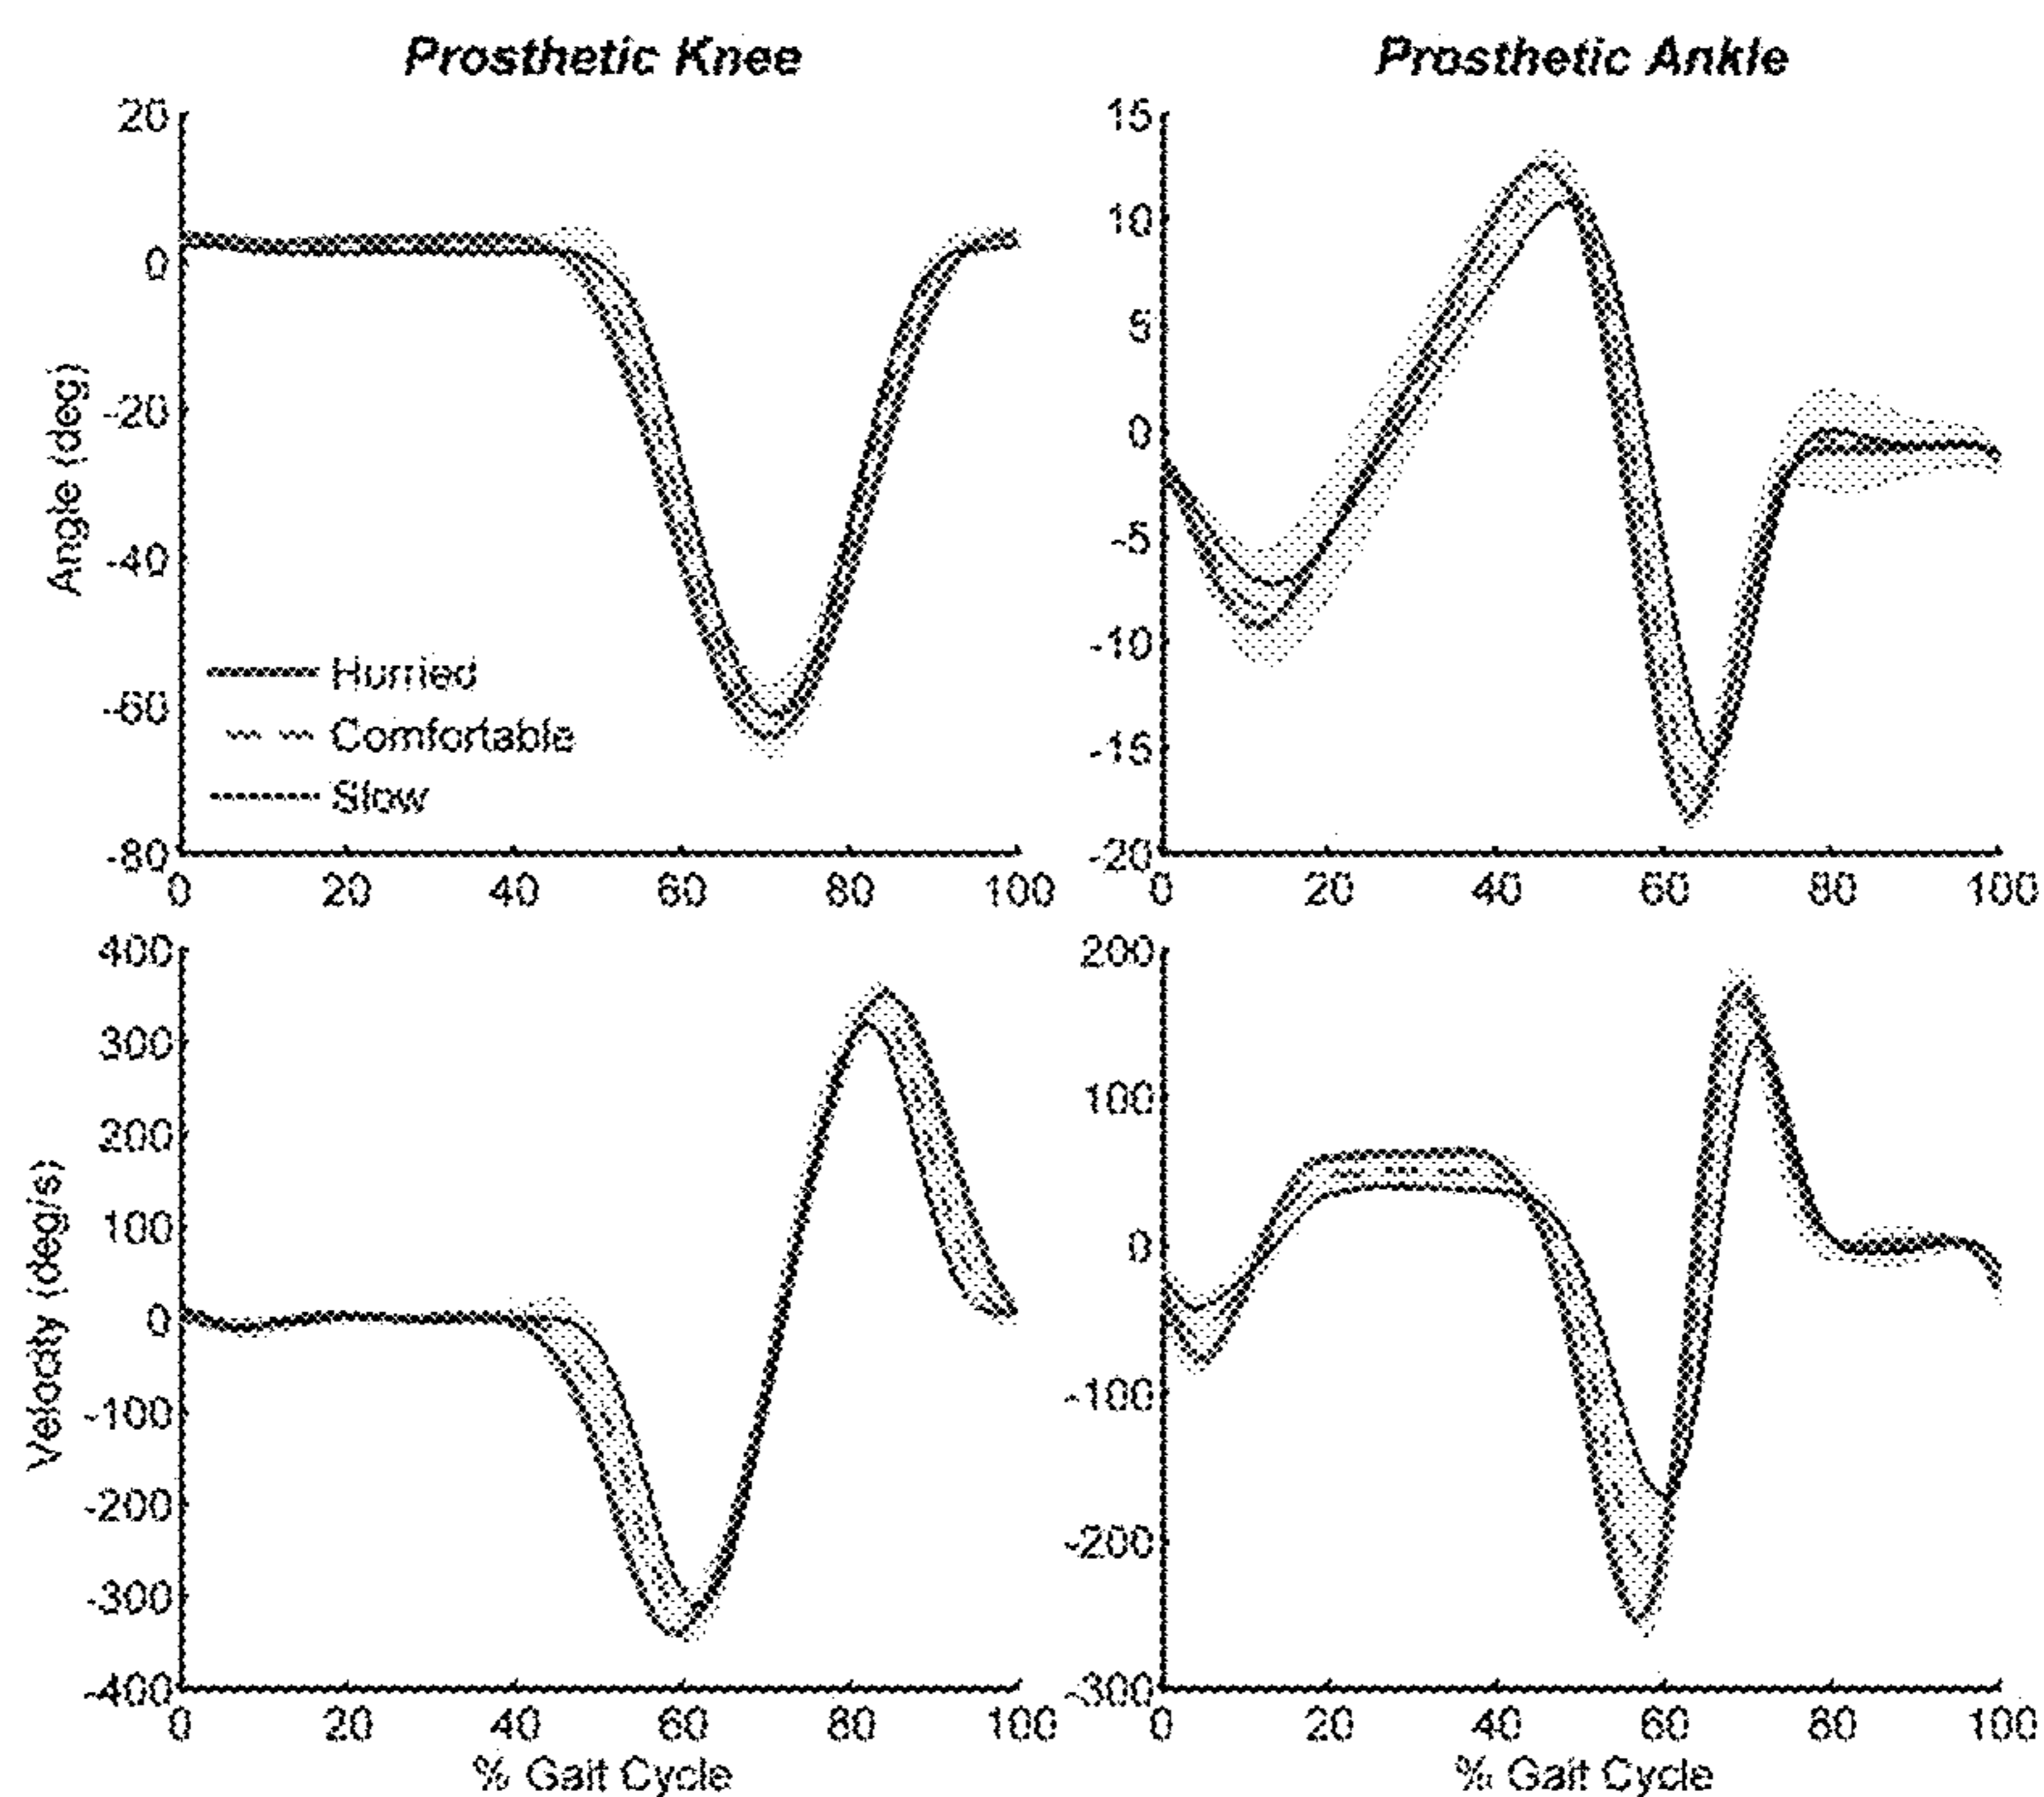 Prosthetic Knee
Prosthetic Ankle
Angle (deg)
20
0
-20
-40
-60
-80
0 20 40 60 80 100
Hurried
Comfortable
Slow
15
10
5
0
-5
-10
-15
-20
0 20 40 60 80 100
Velocity (deg/s)
400
300
200
100
0
-100
-200
-300
-400
0 20 40 60 80 100
% Gait Cycle
200
100
0
-100
-200
-300
0 20 40 60 80 100
% Gait Cycle